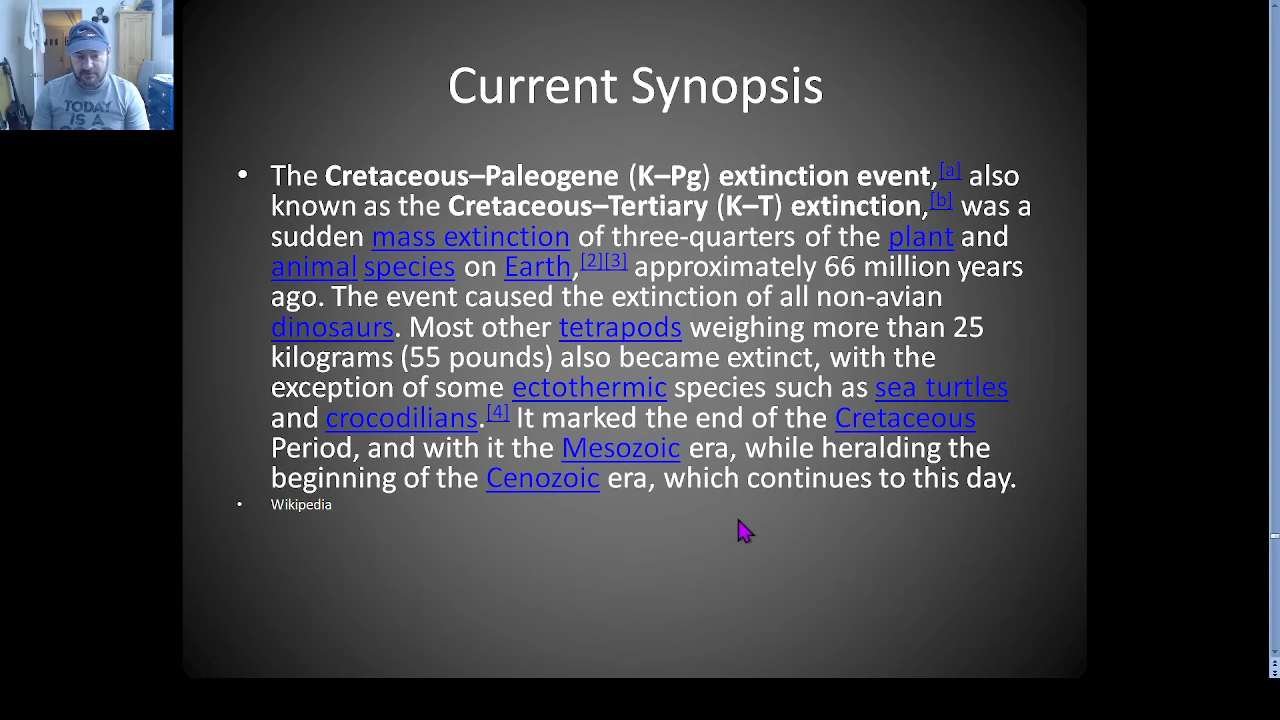 Current Synopsis
TODAY
IS A
• The Cretaceous–Paleogene (K–Pg) extinction event,[a] also
known as the Cretaceous–Tertiary (K–T) extinction,[b] was a
sudden mass extinction of three-quarters of the plant and
animal species on Earth,[2][3] approximately 66 million years
ago. The event caused the extinction of all non-avian
dinosaurs. Most other tetrapods weighing more than 25
kilograms (55 pounds) also became extinct, with the
exception of some ectothermic species such as sea turtles
and crocodilians.[4] It marked the end of the Cretaceous
Period, and with it the Mesozoic era, while heralding the
beginning of the Cenozoic era, which continues to this day.
• Wikipedia